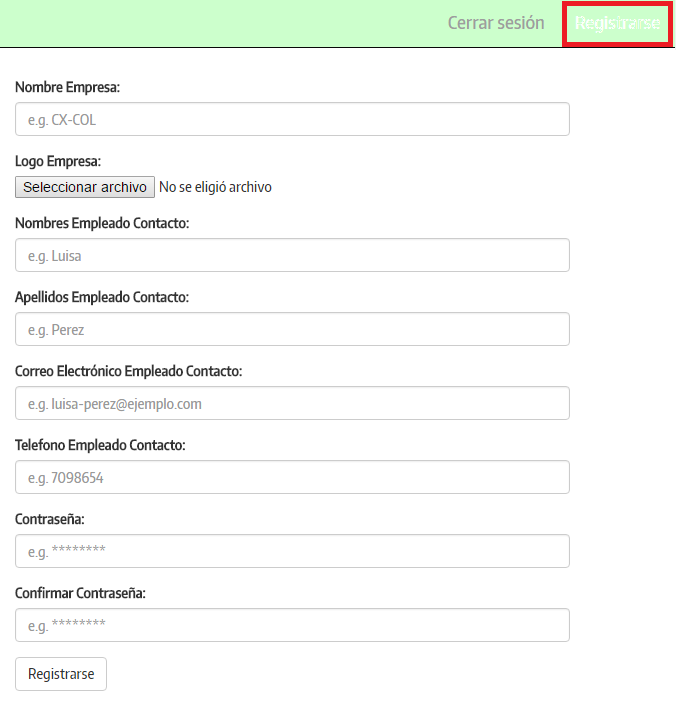 Cerrar sesión Registrarse
Nombre Empresa:
e.g. CX-COL
Logo Empresa:
Seleccionar archivo No se eligió archivo
Nombres Empleado Contacto:
e.g. Luisa
Apellidos Empleado Contacto:
e.g. Perez
Correo Electrónico Empleado Contacto:
e.g. luisa-perez@ejemplo.com
Telefono Empleado Contacto:
e.g. 7098654
Contraseña:
e.g. ********
Confirmar Contraseña:
e.g. ********
Registrarse